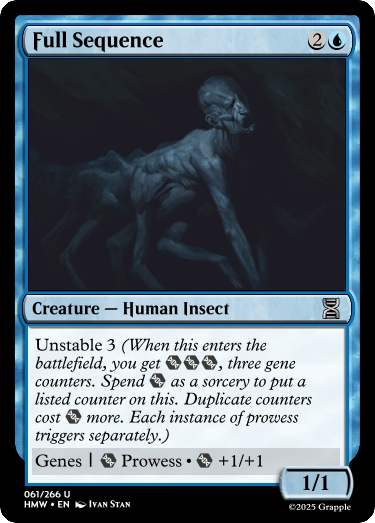 Full Sequence 2
Creature — Human Insect
Unstable 3 (When this enters the
battlefield, you get , three gene
counters. Spend as a sorcery to put a
listed counter on this. Duplicate counters
cost more. Each instance of prowess
triggers separately.)
Genes | Prowess • +1/+1
1/1
061/266 U
HMW • EN Ivan Stan
©2025 Grapple